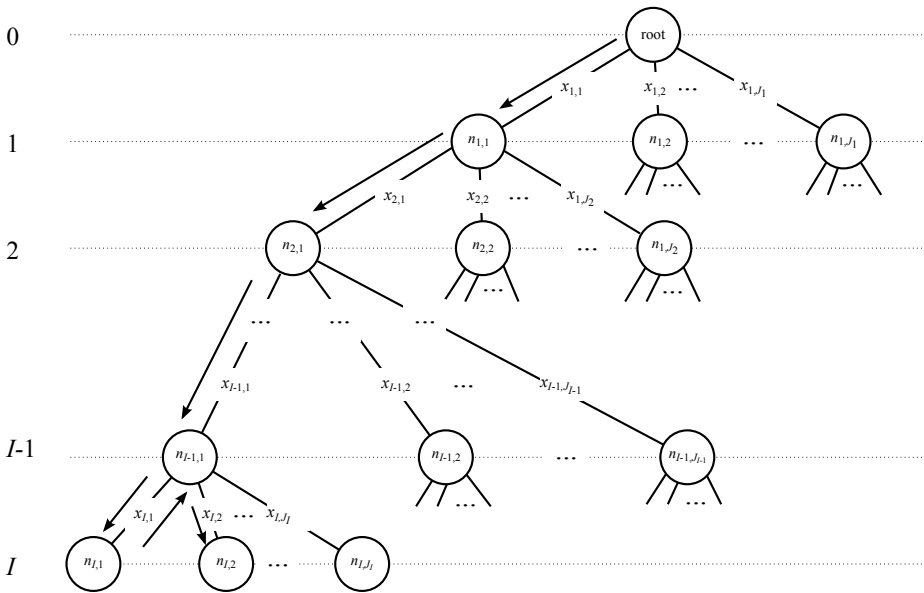 0 root
x1,1 x1,2 ... x1,J1
1 n1,1 n1,2 ... n1,J1
x2,1 x2,2 ... x1,J2 ... ...
2 n2,1 n2,2 ... n1,J2
... ...
... ... ...
xI-1,1 xI-1,2 ... xI-1,JI-1
I-1 nI-1,1 nI-1,2 ... nI-1,JI-1
... ...
xI,1 xI,2 ... xI,JI
I nI,1 nI,2 ... nI,JI